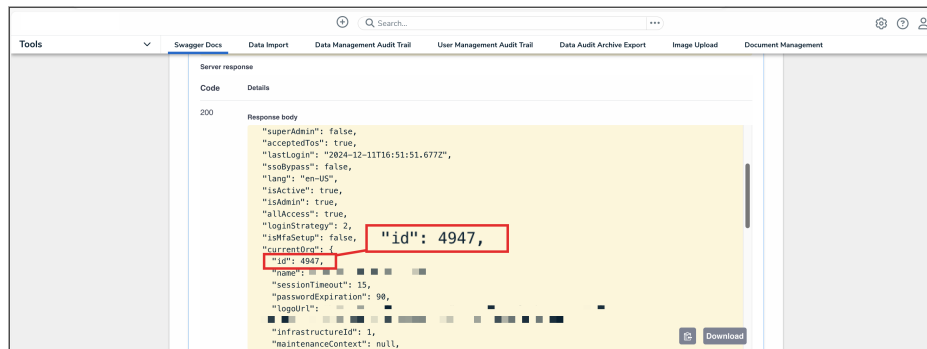 Search...
Tools
Swagger Docs
Data Import
Data Management Audit Trail
User Management Audit Trail
Data Audit Archive Export
Image Upload
Document Management
Server response
Code
Details
200
Response body
"superAdmin": false,
"acceptedTos": true,
"lastLogin": "2024-12-11T16:51:51.677Z",
"ssoBypass": false,
"lang": "en-US",
"isActive": true,
"isAdmin": true,
"allAccess": true,
"loginStrategy": 2,
"isMfaSetup": false,
"id": 4947,
"currentOrg": {
"id": 4947,
"name":
"sessionTimeout": 15,
"passwordExpiration": 90,
"logoUrl":
"infrastructureId": 1,
"maintenanceContext": null,
Download